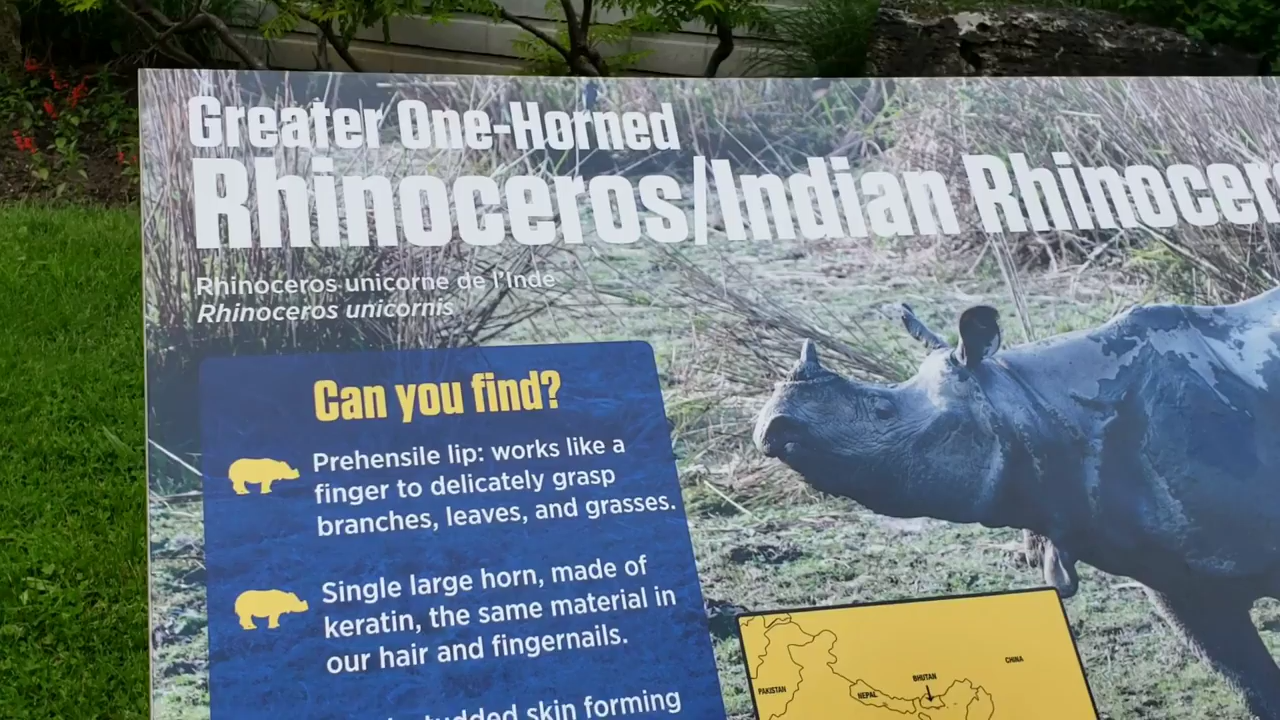 Greater One-Horned
Rhinoceros/Indian
Rhinoceros unicorne de l'Inde
Rhinoceros unicornis
Can you find?
Prehensile lip: works like a
finger to delicately grasp
branches, leaves, and grasses.
Single large horn, made of
keratin, the same material in
our hair and fingernails.
skin forming
CHINA
BHUTAN
NEPAL
PAKISTAN